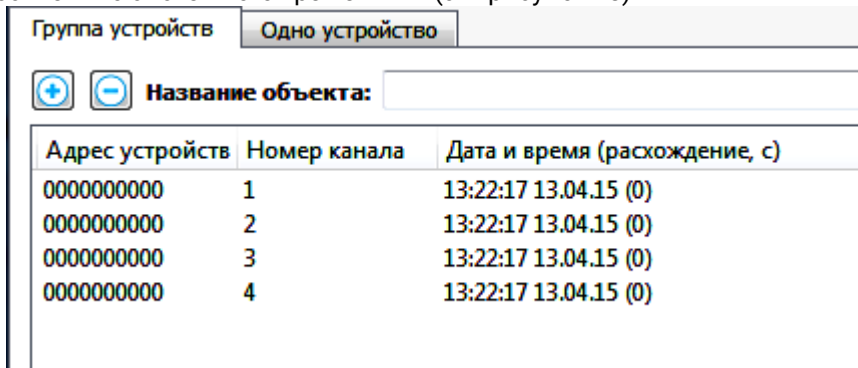 Группа устройств Одно устройство
Название объекта:
Адрес устройств Номер канала Дата и время (расхождение, с)
0000000000 1 13:22:17 13.04.15 (0)
0000000000 2 13:22:17 13.04.15 (0)
0000000000 3 13:22:17 13.04.15 (0)
0000000000 4 13:22:17 13.04.15 (0)